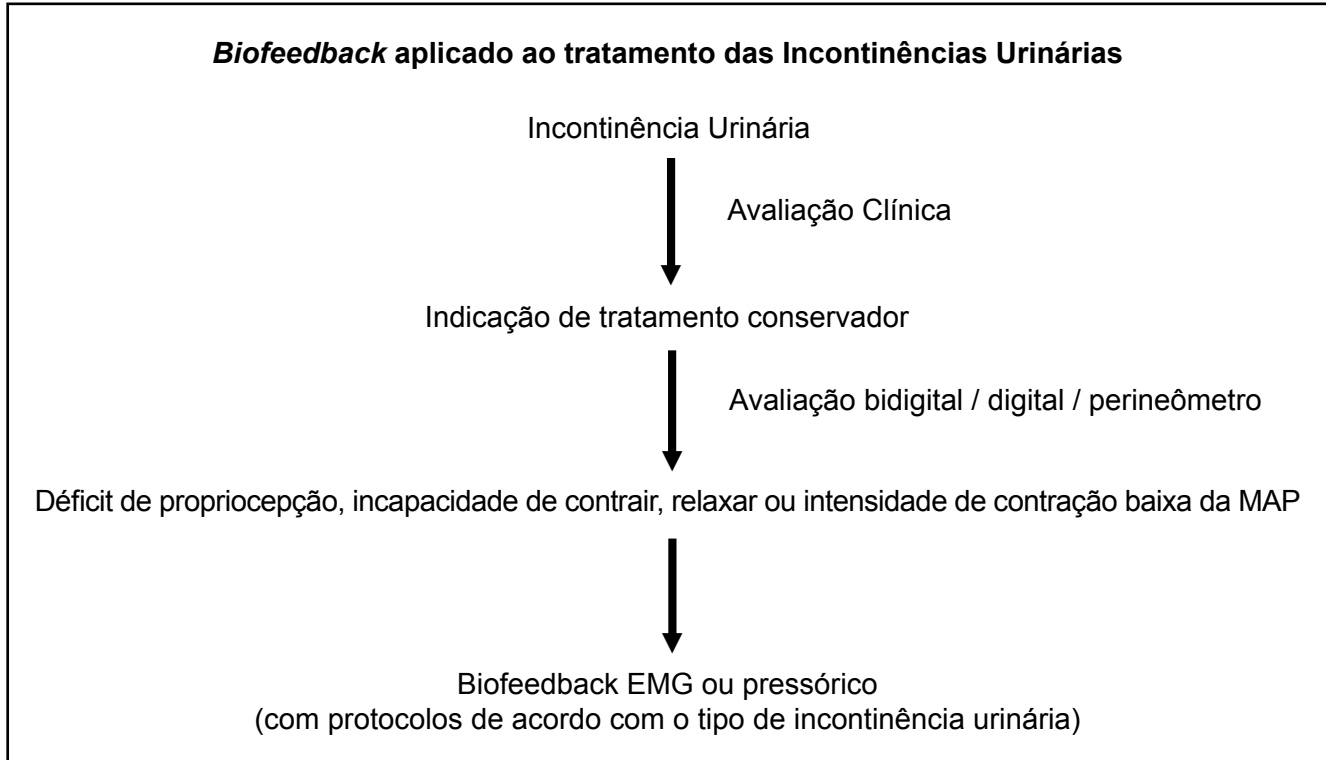 Biofeedback aplicado ao tratamento das Incontinências Urinárias
Incontinência Urinária
Avaliação Clínica
Indicação de tratamento conservador
Avaliação bidigital / digital / perineômetro
Déficit de propriocepção, incapacidade de contrair, relaxar ou intensidade de contração baixa da MAP
Biofeedback EMG ou pressórico
(com protocolos de acordo com o tipo de incontinência urinária)